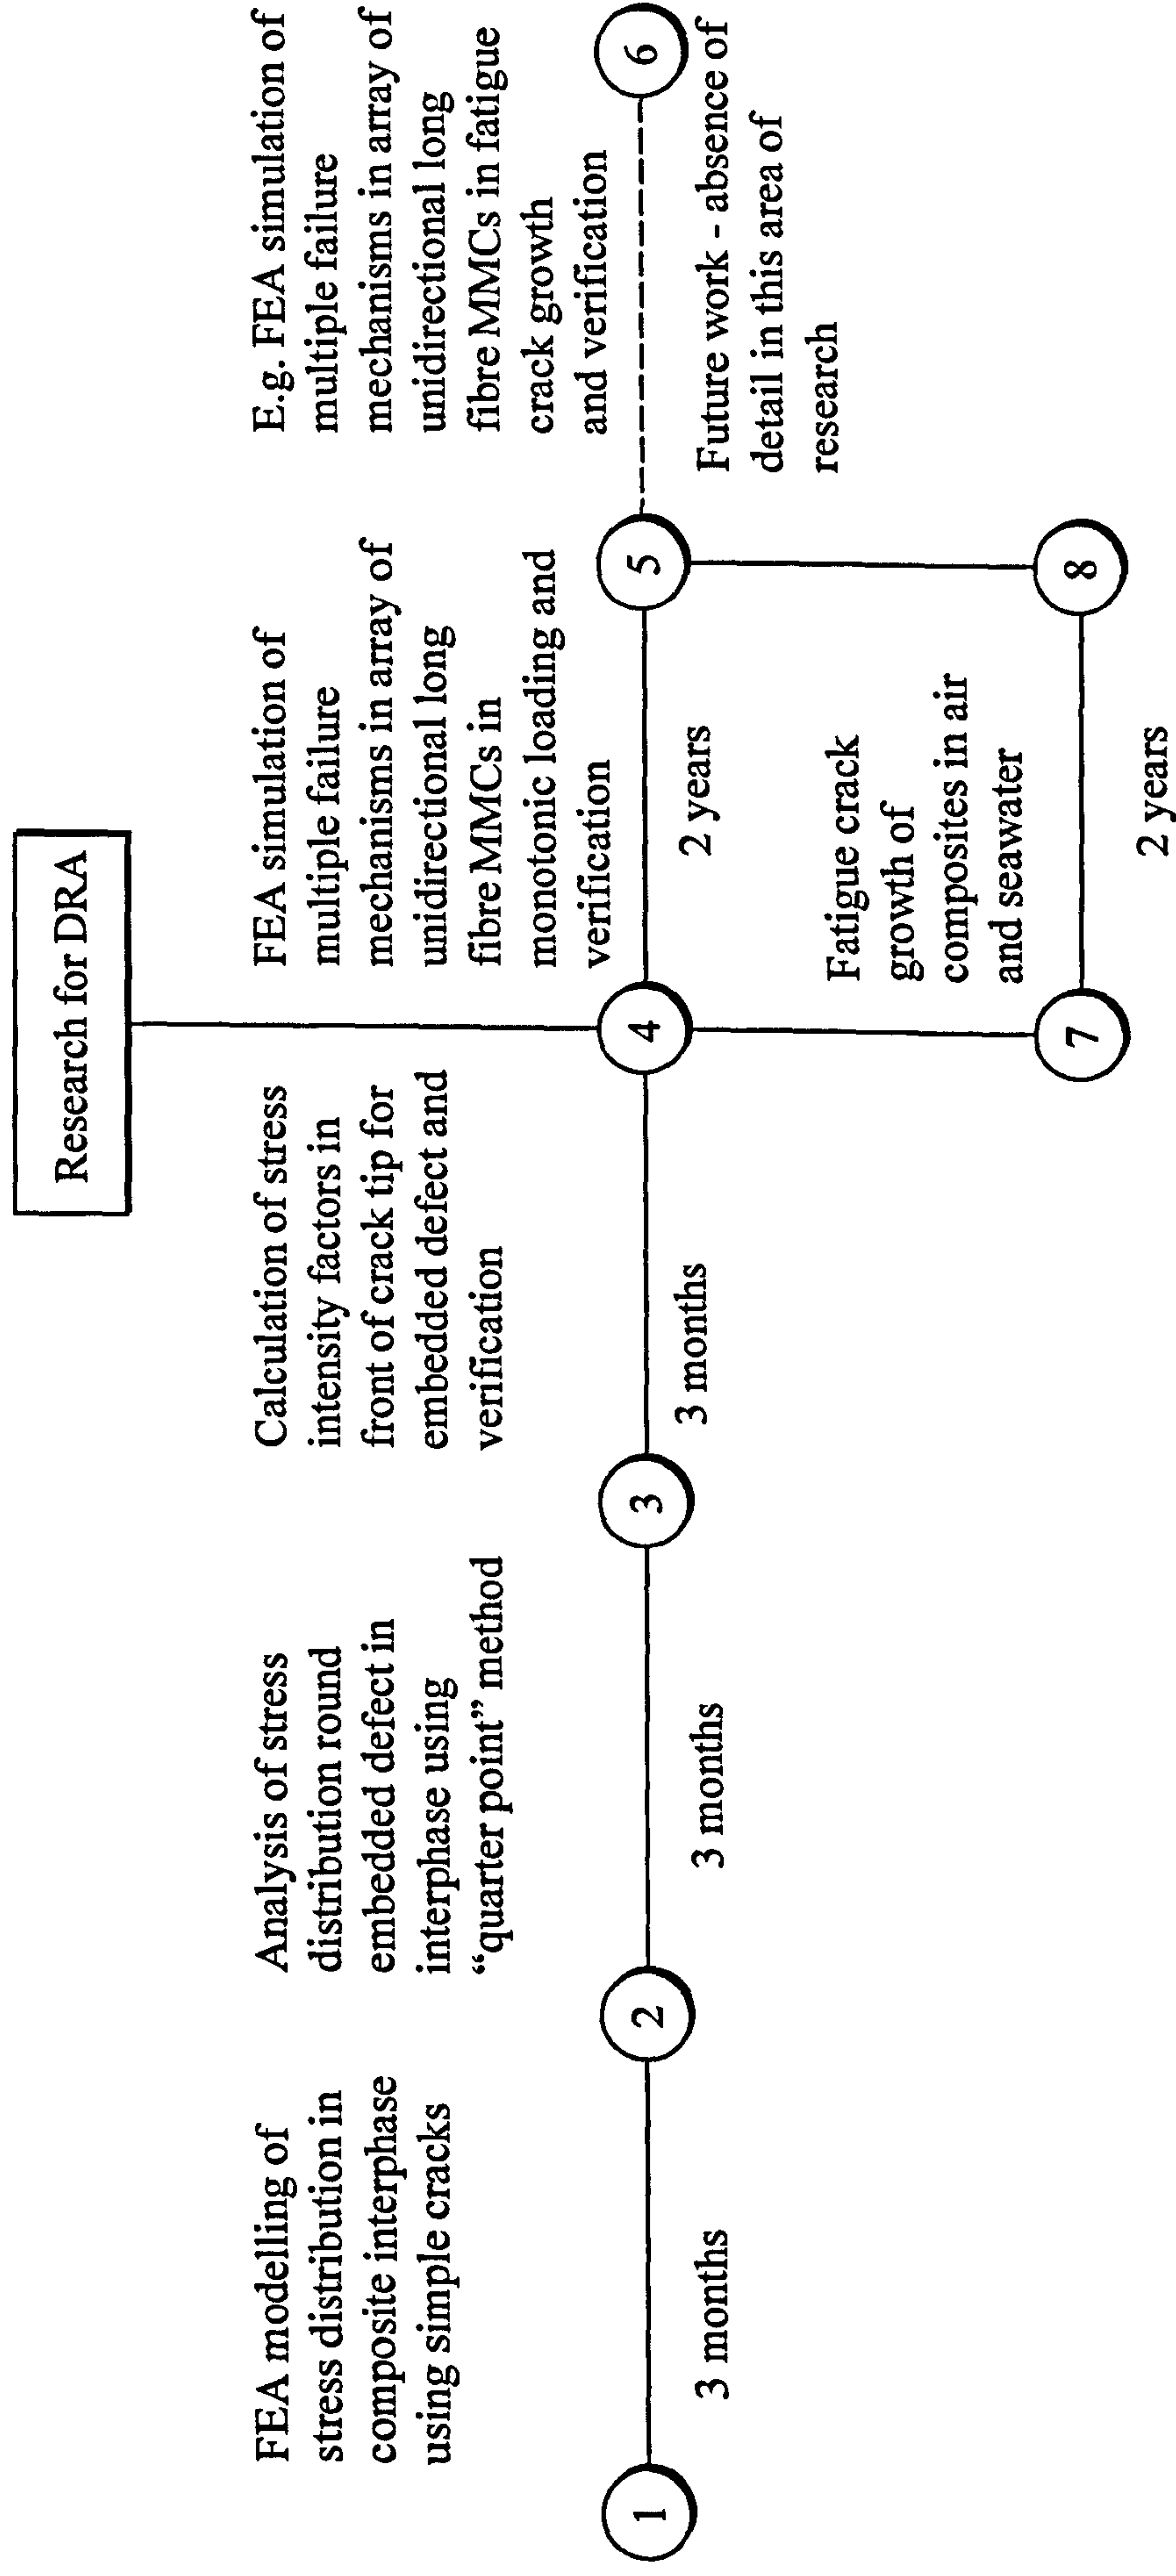 Research for DRA
FEA modelling of
stress distribution in
composite interphase
using simple cracks
Analysis of stress
distribution round
embedded defect in
interphase using
“quarter point” method
Calculation of stress
intensity factors in
front of crack tip for
embedded defect and
verification
FEA simulation of
multiple failure
mechanisms in array of
unidirectional long
fibre MMCs in
monotonic loading and
verification
E.g. FEA simulation of
multiple failure
mechanisms in array of
unidirectional long
fibre MMCs in fatigue
crack growth
and verification
1
2
3
4
5
6
3 months
3 months
3 months
2 years
Future work - absence of
detail in this area of
research
Fatigue crack
growth of
composites in air
and seawater
7
8
2 years